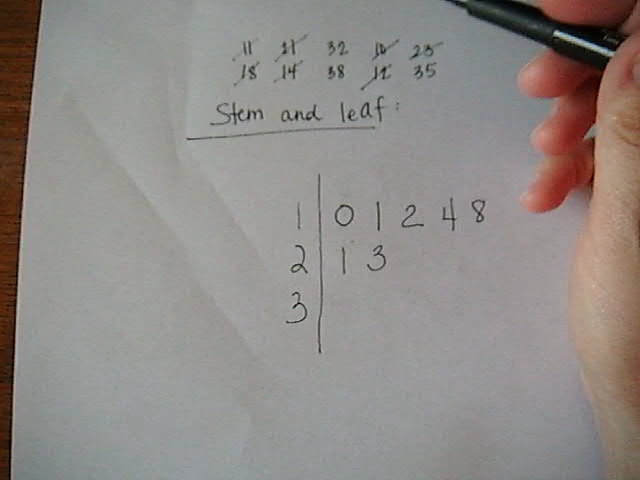 11 21 32 10 23
18 14 38 12 35
Stem and leaf:
1 | 0 1 2 4 8
2 | 1 3
3 |